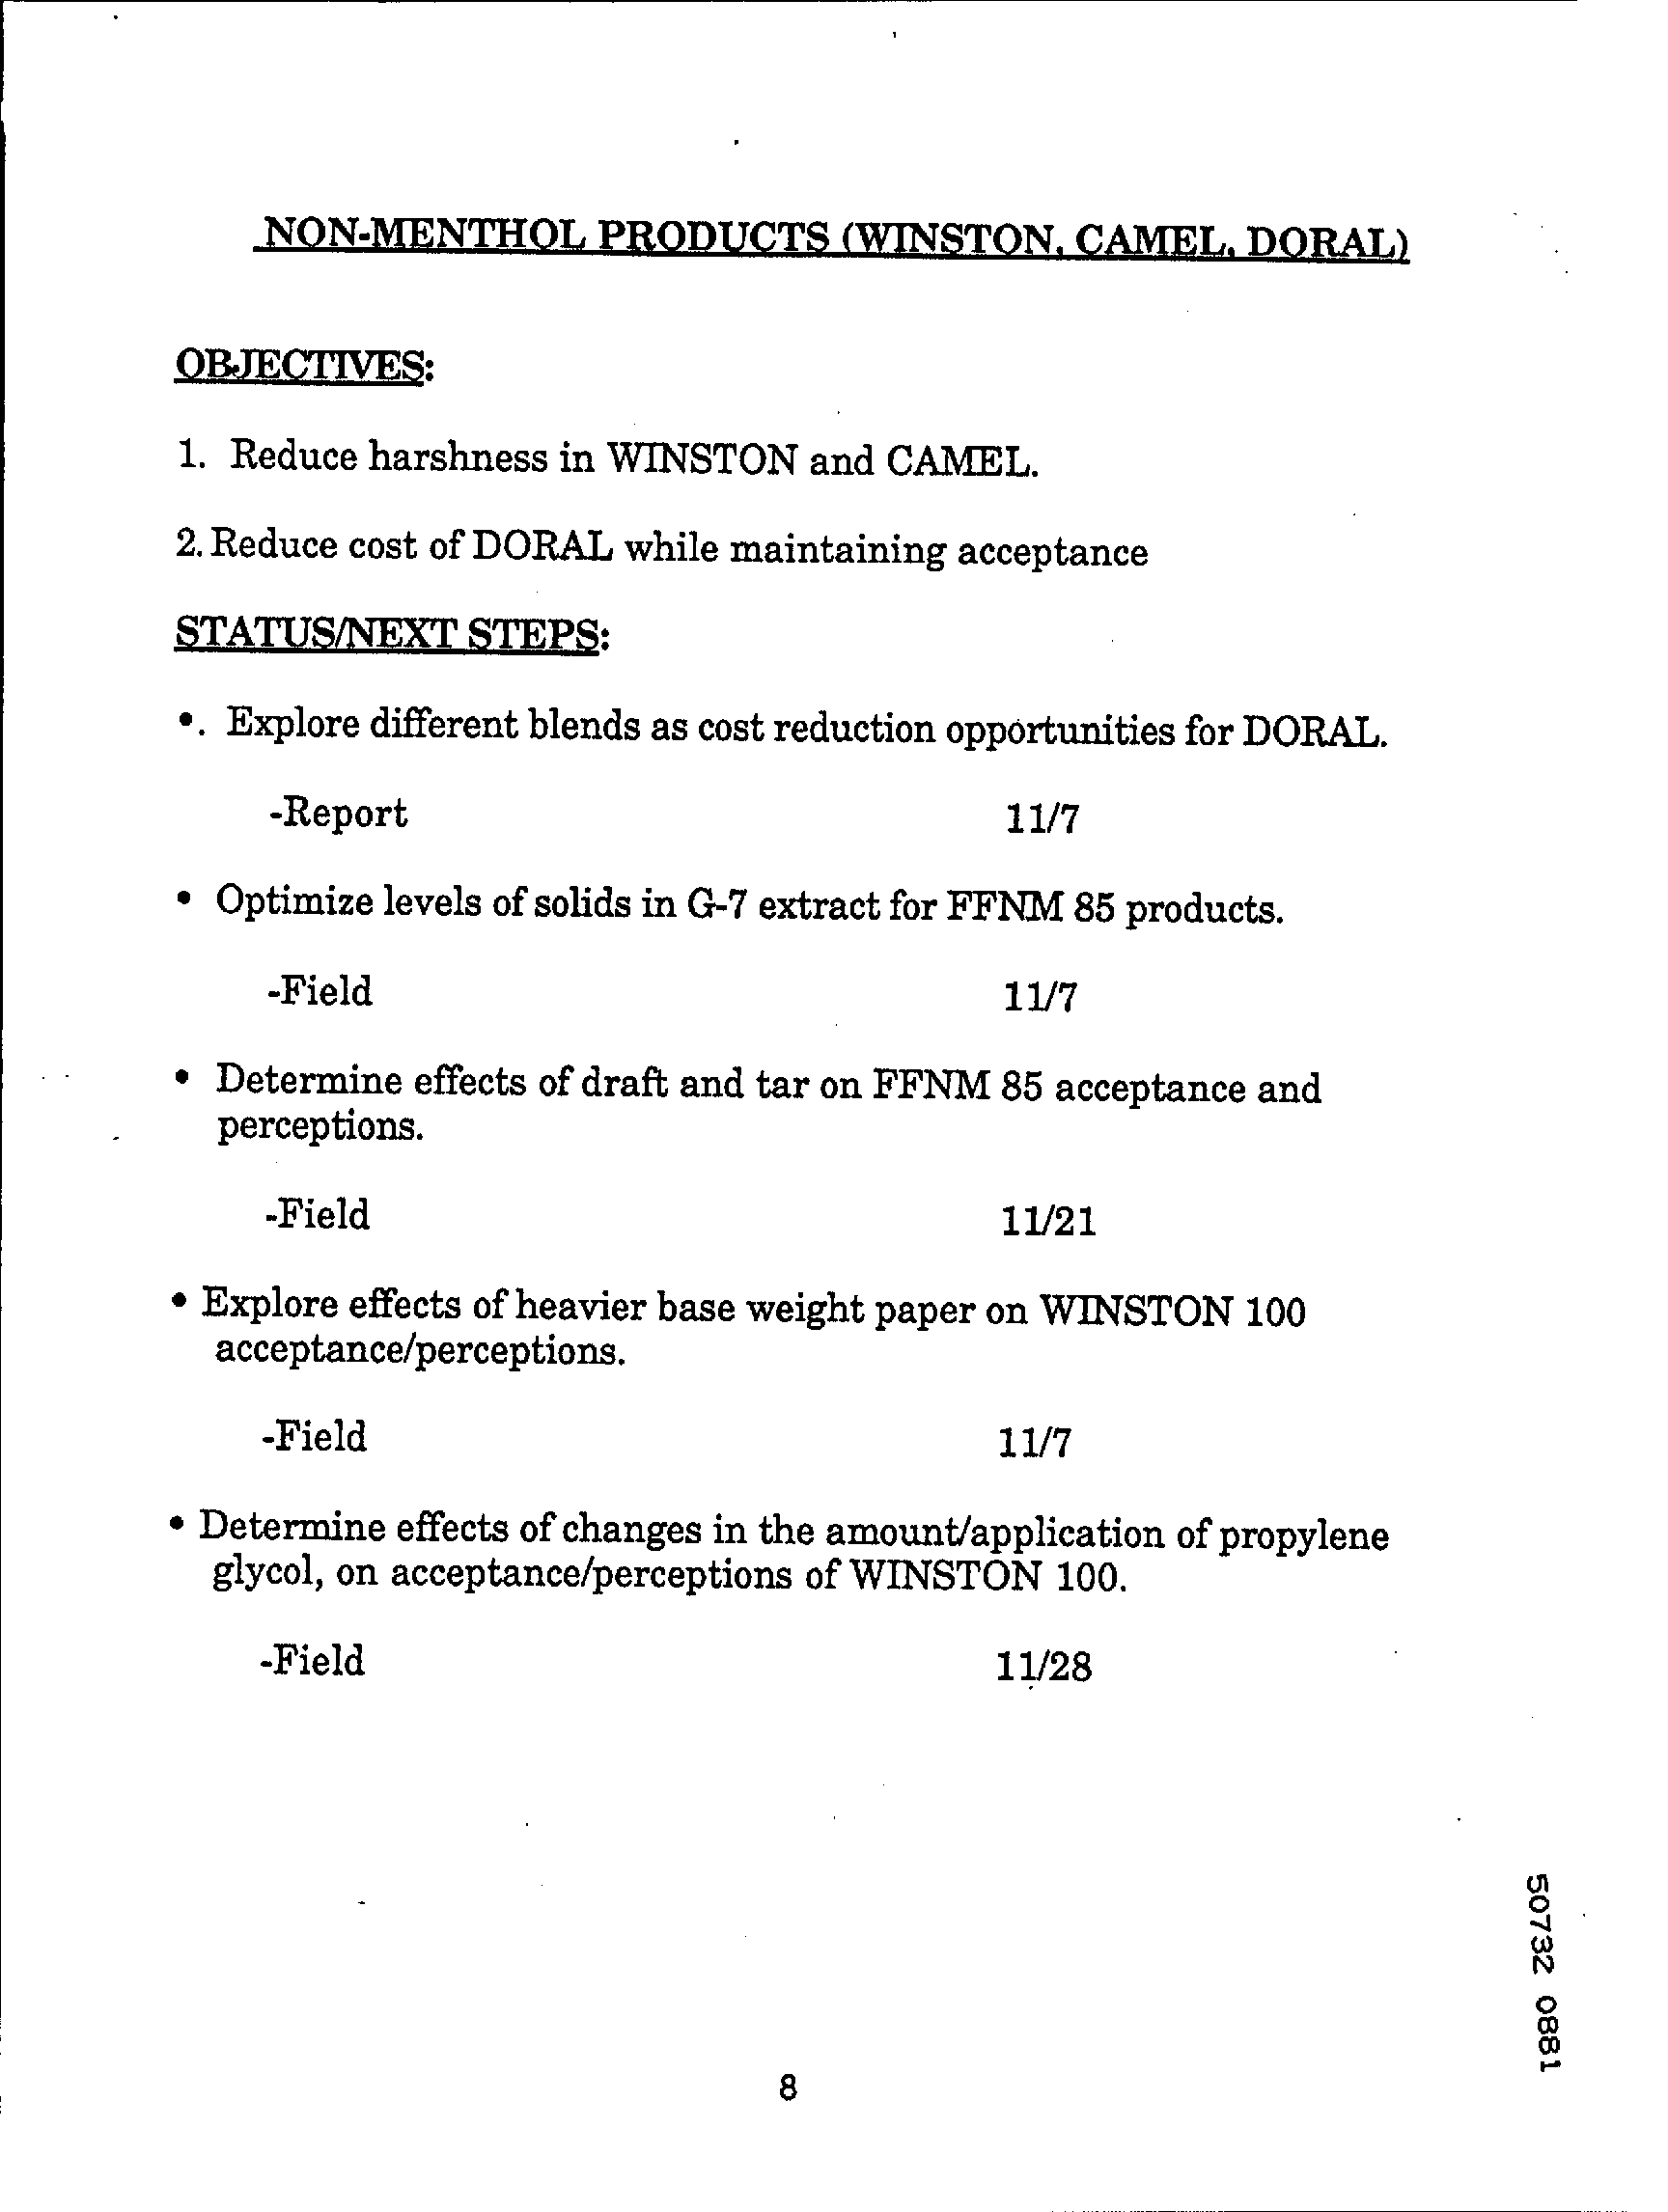 NON-MENTHOL PRODUCTS (WINSTON, CAMEL, DORAL)
OBJECTIVES:
1. Reduce harshness in WINSTON and CAMEL.
2. Reduce cost of DORAL while maintaining acceptance
STATUS/NEXT STEPS:
•. Explore different blends as cost reduction opportunities for DORAL.
-Report 11/7
• Optimize levels of solids in G-7 extract for FFNM 85 products.
-Field 11/7
• Determine effects of draft and tar on FFNM 85 acceptance and
perceptions.
-Field 11/21
• Explore effects of heavier base weight paper on WINSTON 100
acceptance/perceptions.
-Field 11/7
• Determine effects of changes in the amount/application of propylene
glycol, on acceptance/perceptions of WINSTON 100.
-Field 11/28
50732 0881
8